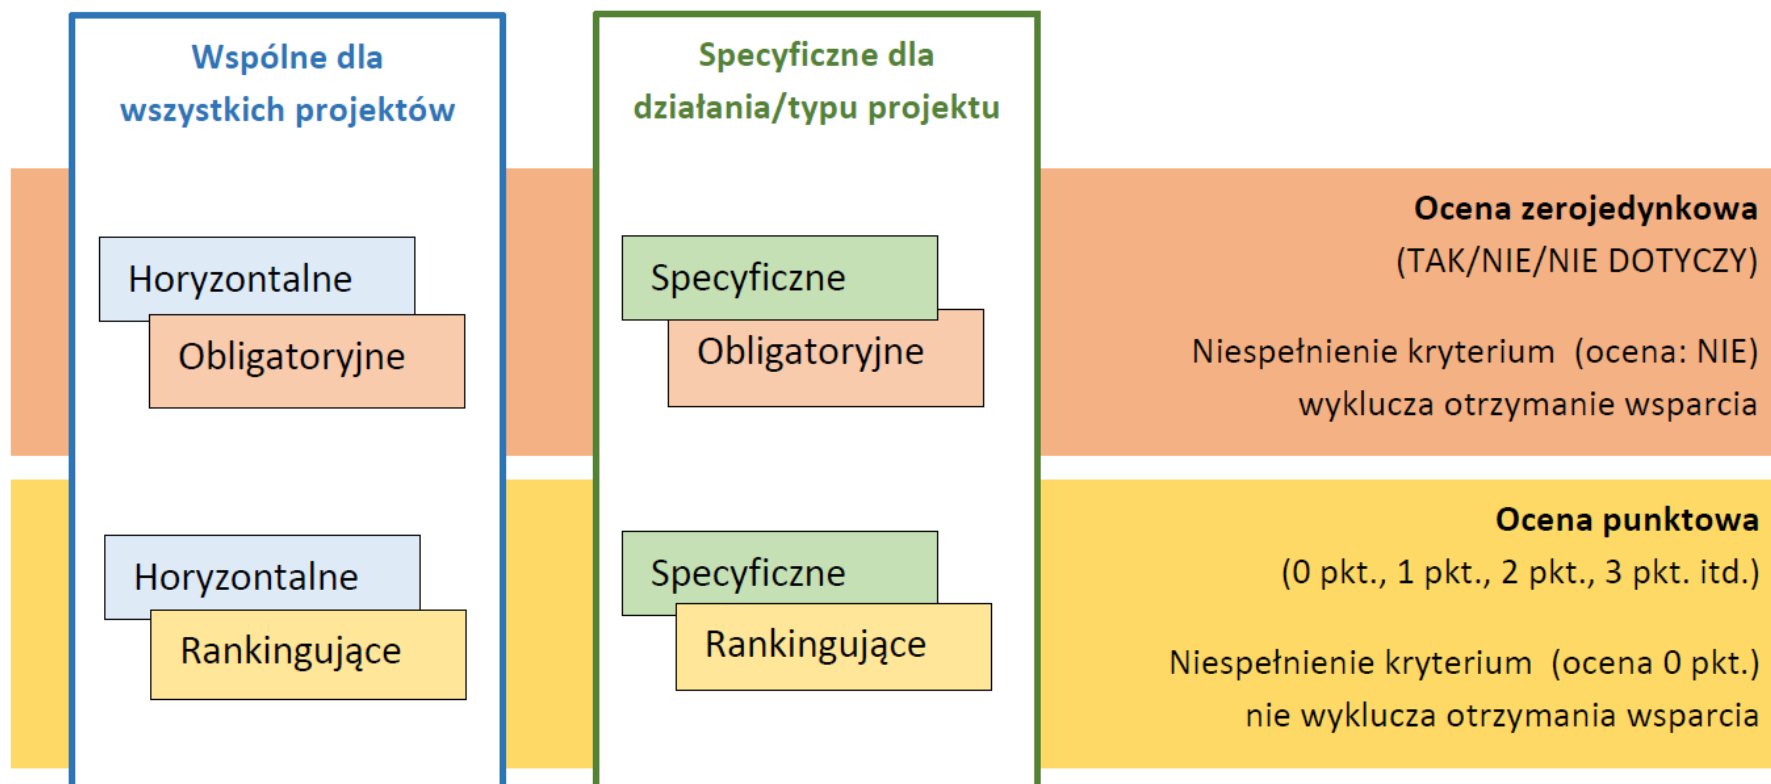 Wspólne dla
wszystkich projektów
Specyficzne dla
działania/typu projektu
Horyzontalne
Obligatoryjne
Specyficzne
Obligatoryjne
Ocena zerojedynkowa
(TAK/NIE/NIE DOTYCZY)
Niespełnienie kryterium (ocena: NIE)
wyklucza otrzymanie wsparcia
Horyzontalne
Rankingujące
Specyficzne
Rankingujące
Ocena punktowa
(0 pkt., 1 pkt., 2 pkt., 3 pkt. itd.)
Niespełnienie kryterium (ocena 0 pkt.)
nie wyklucza otrzymania wsparcia